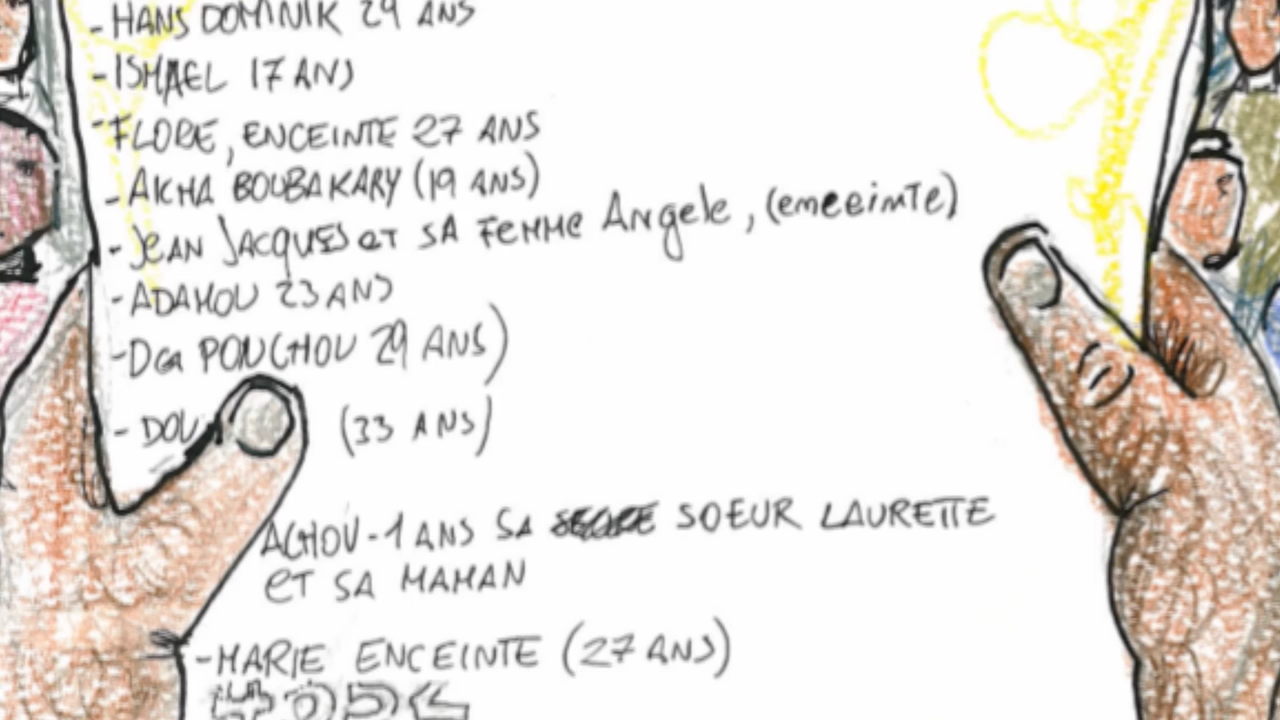 - HANS DOMINIK 29 ANS
- ISMAEL 17 ANS
- FLORE, ENCEINTE 27 ANS
- AICHA BOUBAKARY (19 ANS)
- JEAN JACQUES ET SA FEMME Angele, (enceinte)
- ADAMOU 23 ANS
- PONCHOU 29 ANS)
- DOU (33 ANS)
ACHOU - 1 ANS SA SOEUR LAURETTE
ET SA MAMAN
- MARIE ENCEINTE (27 ANS)